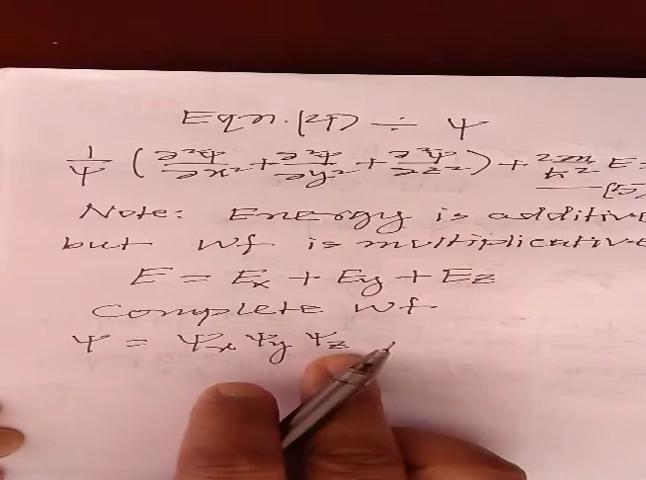 Eqn. (2) ÷ Ψ
1/Ψ (∂²Ψ/∂x² + ∂²Ψ/∂y² + ∂²Ψ/∂z²) + 2m/ħ² E =
Note: Energy is additive
but Wf is multiplicative
E = Ex + Ey + Ez
Complete Wf.
Ψ = Ψx Ψy Ψz